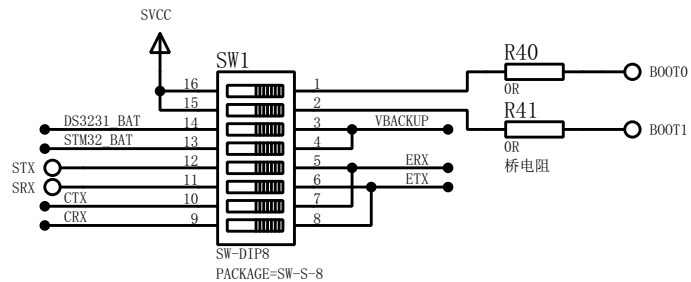 SVCC
SW1
R40
16 1 BOOT0
15 0R
2 R41
DS3231_BAT 14 3 VBACKUP BOOT1
STM32_BAT 13 4 0R
STX 12 5 ERX 桥电阻
SRX 11 6 ETX
CTX 10 7
CRX 9 8
SW-DIP8
PACKAGE=SW-S-8